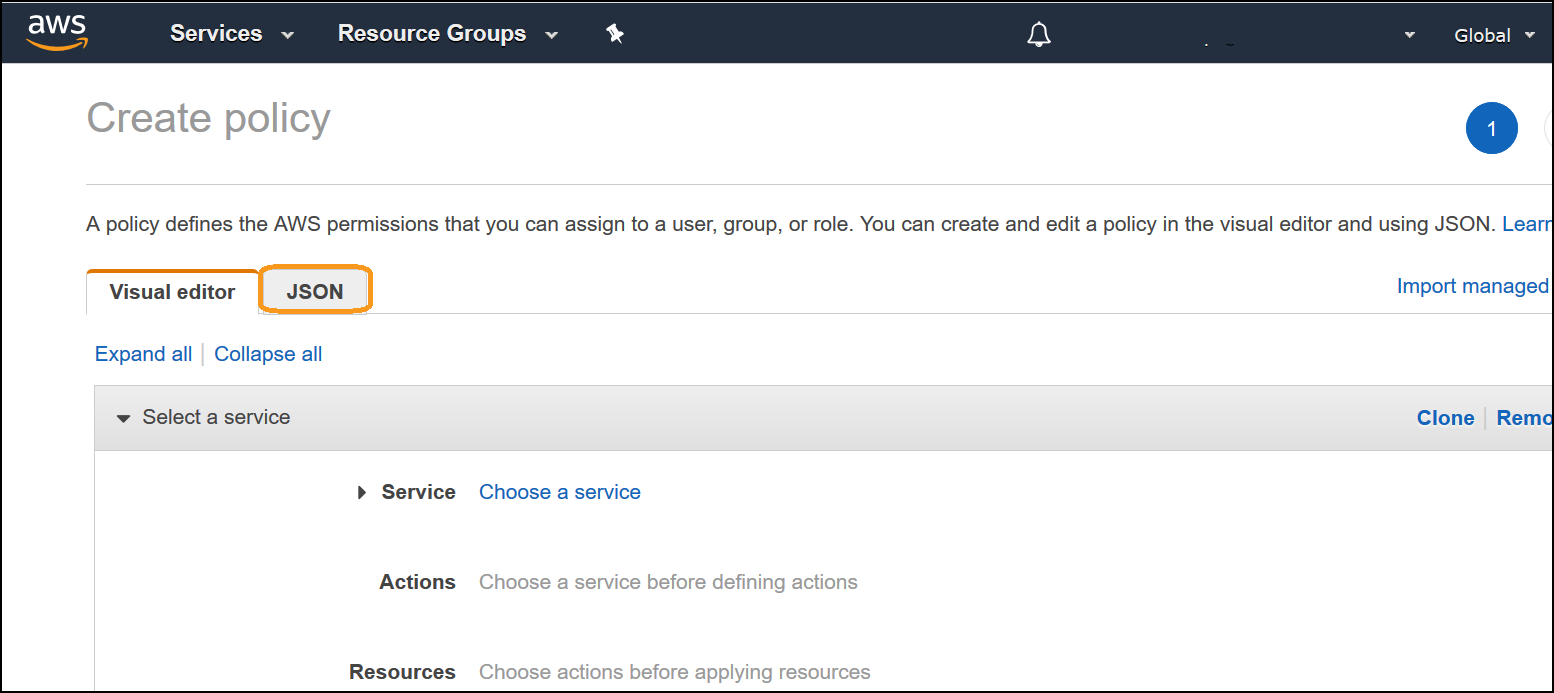 aws Services Resource Groups Global
Create policy
1
A policy defines the AWS permissions that you can assign to a user, group, or role. You can create and edit a policy in the visual editor and using JSON. Learn
Visual editor JSON
Import managed
Expand all Collapse all
Select a service
Clone Remo
Service Choose a service
Actions Choose a service before defining actions
Resources Choose actions before applying resources